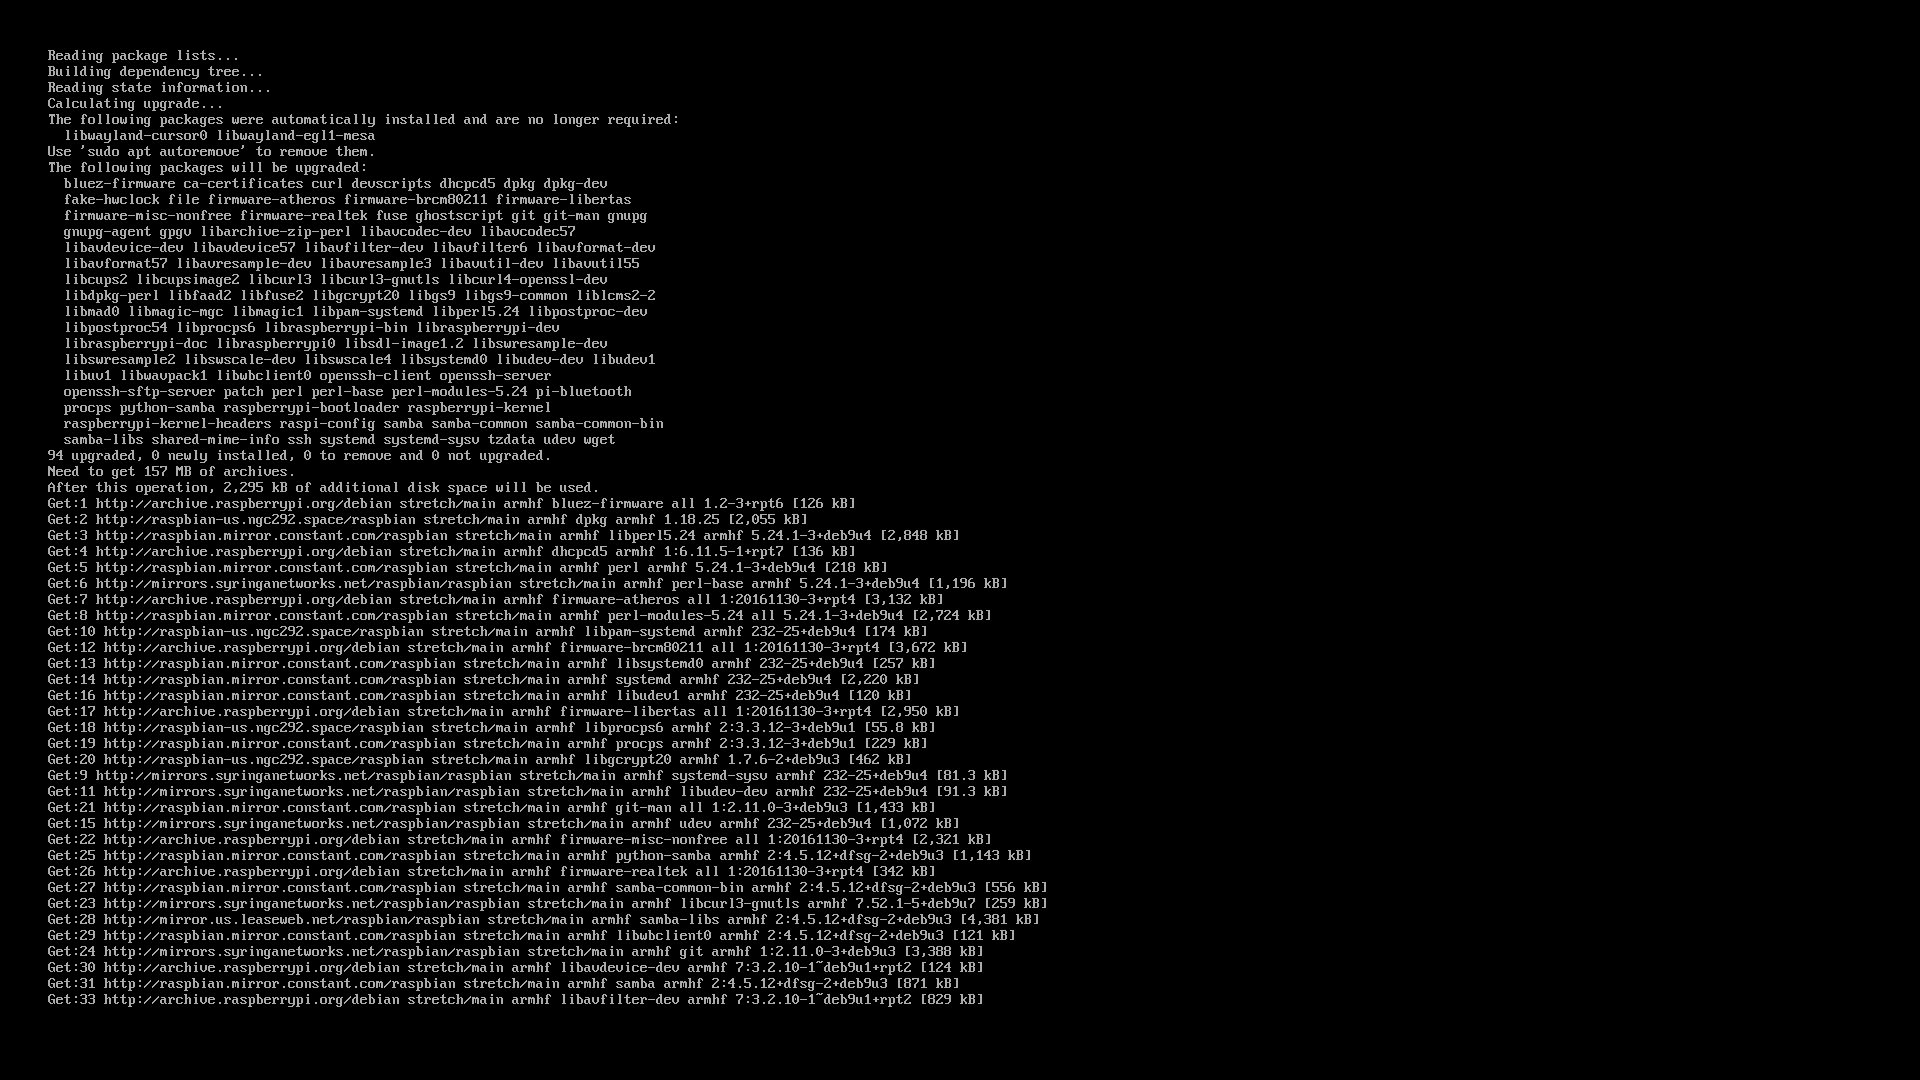 Reading package lists...
Building dependency tree...
Reading state information...
Calculating upgrade...
The following packages were automatically installed and are no longer required:
  libwayland-cursor0 libwayland-egl1-mesa
Use 'sudo apt autoremove' to remove them.
The following packages will be upgraded:
  bluez-firmware ca-certificates curl devscripts dhcpcd5 dpkg dpkg-dev
  fake-hwclock file firmware-atheros firmware-brcm80211 firmware-libertas
  firmware-misc-nonfree firmware-realtek fuse ghostscript git git-man gnupg
  gnupg-agent gpgv libarchive-zip-perl libavcodec-dev libavcodec57
  libavdevice-dev libavdevice57 libavfilter-dev libavfilter6 libavformat-dev
  libavformat57 libavresample-dev libavresample3 libavutil-dev libavutil55
  libcups2 libcupsimage2 libcurl3 libcurl3-gnutls libcurl4-openssl-dev
  libdpkg-perl libfaad2 libfuse2 libgcrypt20 libgs9 libgs9-common liblcms2-2
  libmad0 libmagic-mgc libmagic1 libpam-systemd libperl5.24 libpostproc-dev
  libpostproc54 libprocps6 libraspberrypi-bin libraspberrypi-dev
  libraspberrypi-doc libraspberrypi0 libsdl-image1.2 libswresample-dev
  libswresample2 libswscale-dev libswscale4 libsystemd0 libudev-dev libudev1
  libuv1 libwavpack1 libwbclient0 openssh-client openssh-server
  openssh-sftp-server patch perl perl-base perl-modules-5.24 pi-bluetooth
  procps python-samba raspberrypi-bootloader raspberrypi-kernel
  raspberrypi-kernel-headers raspi-config samba samba-common samba-common-bin
  samba-libs shared-mime-info ssh systemd systemd-sysv tzdata udev wget
94 upgraded, 0 newly installed, 0 to remove and 0 not upgraded.
Need to get 157 MB of archives.
After this operation, 2,295 kB of additional disk space will be used.
Get:1 http://archive.raspberrypi.org/debian stretch/main armhf bluez-firmware all 1.2-3+rpt6 [126 kB]
Get:2 http://raspbian-us.ngc292.space/raspbian stretch/main armhf dpkg armhf 1.18.25 [2,055 kB]
Get:3 http://raspbian.mirror.constant.com/raspbian stretch/main armhf libperl5.24 armhf 5.24.1-3+deb9u4 [2,848 kB]
Get:4 http://archive.raspberrypi.org/debian stretch/main armhf dhcpcd5 armhf 1:6.11.5-1+rpt7 [136 kB]
Get:5 http://raspbian.mirror.constant.com/raspbian stretch/main armhf perl armhf 5.24.1-3+deb9u4 [218 kB]
Get:6 http://mirrors.syringanetworks.net/raspbian/raspbian stretch/main armhf perl-base armhf 5.24.1-3+deb9u4 [1,196 kB]
Get:7 http://archive.raspberrypi.org/debian stretch/main armhf firmware-atheros all 1:20161130-3+rpt4 [3,132 kB]
Get:8 http://raspbian.mirror.constant.com/raspbian stretch/main armhf perl-modules-5.24 all 5.24.1-3+deb9u4 [2,724 kB]
Get:10 http://raspbian-us.ngc292.space/raspbian stretch/main armhf libpam-systemd armhf 232-25+deb9u4 [174 kB]
Get:12 http://archive.raspberrypi.org/debian stretch/main armhf firmware-brcm80211 all 1:20161130-3+rpt4 [3,672 kB]
Get:13 http://raspbian.mirror.constant.com/raspbian stretch/main armhf libsystemd0 armhf 232-25+deb9u4 [257 kB]
Get:14 http://raspbian.mirror.constant.com/raspbian stretch/main armhf systemd armhf 232-25+deb9u4 [2,220 kB]
Get:16 http://raspbian.mirror.constant.com/raspbian stretch/main armhf libudev1 armhf 232-25+deb9u4 [120 kB]
Get:17 http://archive.raspberrypi.org/debian stretch/main armhf firmware-libertas all 1:20161130-3+rpt4 [2,950 kB]
Get:18 http://raspbian-us.ngc292.space/raspbian stretch/main armhf libprocps6 armhf 2:3.3.12-3+deb9u1 [55.8 kB]
Get:19 http://raspbian.mirror.constant.com/raspbian stretch/main armhf procps armhf 2:3.3.12-3+deb9u1 [229 kB]
Get:20 http://raspbian-us.ngc292.space/raspbian stretch/main armhf libgcrypt20 armhf 1.7.6-2+deb9u3 [462 kB]
Get:9 http://mirrors.syringanetworks.net/raspbian/raspbian stretch/main armhf systemd-sysv armhf 232-25+deb9u4 [81.3 kB]
Get:11 http://mirrors.syringanetworks.net/raspbian/raspbian stretch/main armhf libudev-dev armhf 232-25+deb9u4 [91.3 kB]
Get:21 http://raspbian.mirror.constant.com/raspbian stretch/main armhf git-man all 1:2.11.0-3+deb9u3 [1,433 kB]
Get:15 http://mirrors.syringanetworks.net/raspbian/raspbian stretch/main armhf udev armhf 232-25+deb9u4 [1,072 kB]
Get:22 http://archive.raspberrypi.org/debian stretch/main armhf firmware-misc-nonfree all 1:20161130-3+rpt4 [2,321 kB]
Get:25 http://raspbian.mirror.constant.com/raspbian stretch/main armhf python-samba armhf 2:4.5.12+dfsg-2+deb9u3 [1,143 kB]
Get:26 http://archive.raspberrypi.org/debian stretch/main armhf firmware-realtek all 1:20161130-3+rpt4 [342 kB]
Get:27 http://raspbian.mirror.constant.com/raspbian stretch/main armhf samba-common-bin armhf 2:4.5.12+dfsg-2+deb9u3 [556 kB]
Get:23 http://mirrors.syringanetworks.net/raspbian/raspbian stretch/main armhf libcurl3-gnutls armhf 7.52.1-5+deb9u7 [259 kB]
Get:28 http://mirror.us.leaseweb.net/raspbian/raspbian stretch/main armhf samba-libs armhf 2:4.5.12+dfsg-2+deb9u3 [4,381 kB]
Get:29 http://raspbian.mirror.constant.com/raspbian stretch/main armhf libwbclient0 armhf 2:4.5.12+dfsg-2+deb9u3 [121 kB]
Get:24 http://mirrors.syringanetworks.net/raspbian/raspbian stretch/main armhf git armhf 1:2.11.0-3+deb9u3 [3,388 kB]
Get:30 http://archive.raspberrypi.org/debian stretch/main armhf libavdevice-dev armhf 7:3.2.10-1~deb9u1+rpt2 [124 kB]
Get:31 http://raspbian.mirror.constant.com/raspbian stretch/main armhf samba armhf 2:4.5.12+dfsg-2+deb9u3 [871 kB]
Get:33 http://archive.raspberrypi.org/debian stretch/main armhf libavfilter-dev armhf 7:3.2.10-1~deb9u1+rpt2 [829 kB]